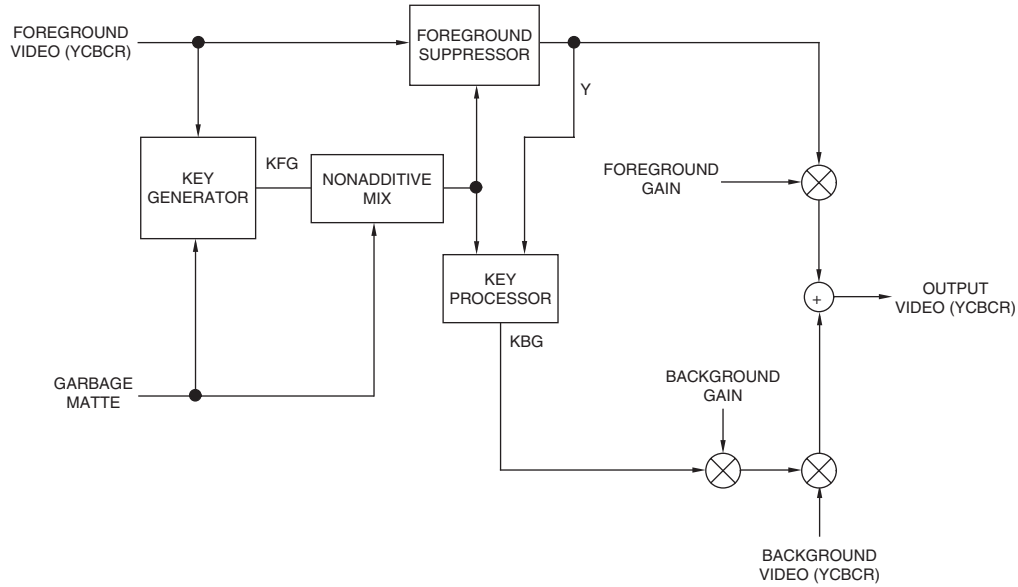 FOREGROUND
VIDEO (YCBCR)
FOREGROUND
SUPPRESSOR
Y
KEY
GENERATOR
KFG
NONADDITIVE
MIX
FOREGROUND
GAIN
KEY
PROCESSOR
OUTPUT
VIDEO (YCBCR)
+
KBG
GARBAGE
MATTE
BACKGROUND
GAIN
BACKGROUND
VIDEO (YCBCR)